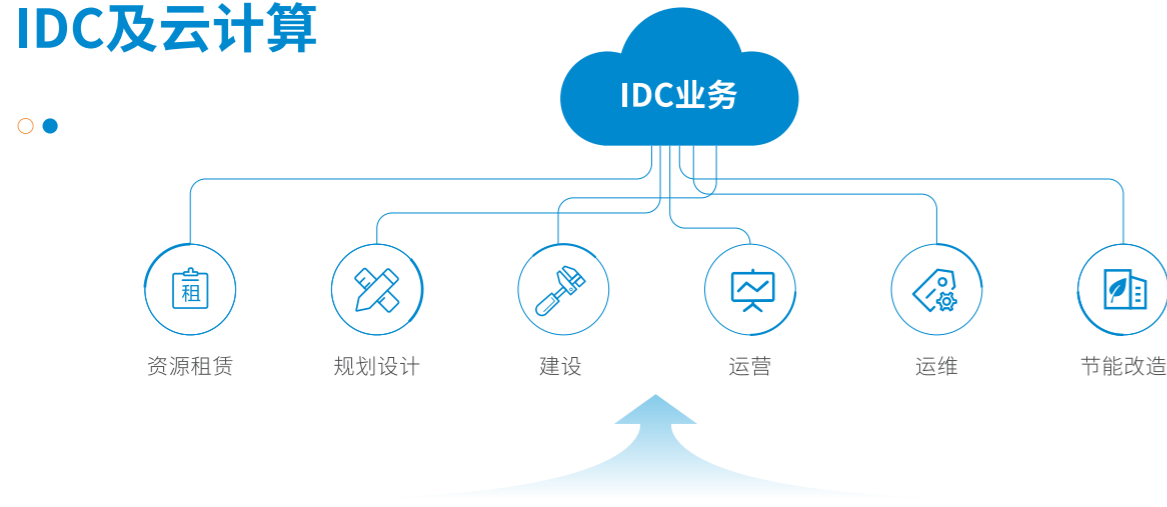 IDC及云计算
IDC业务
租
资源租赁
规划设计
建设
运营
运维
节能改造